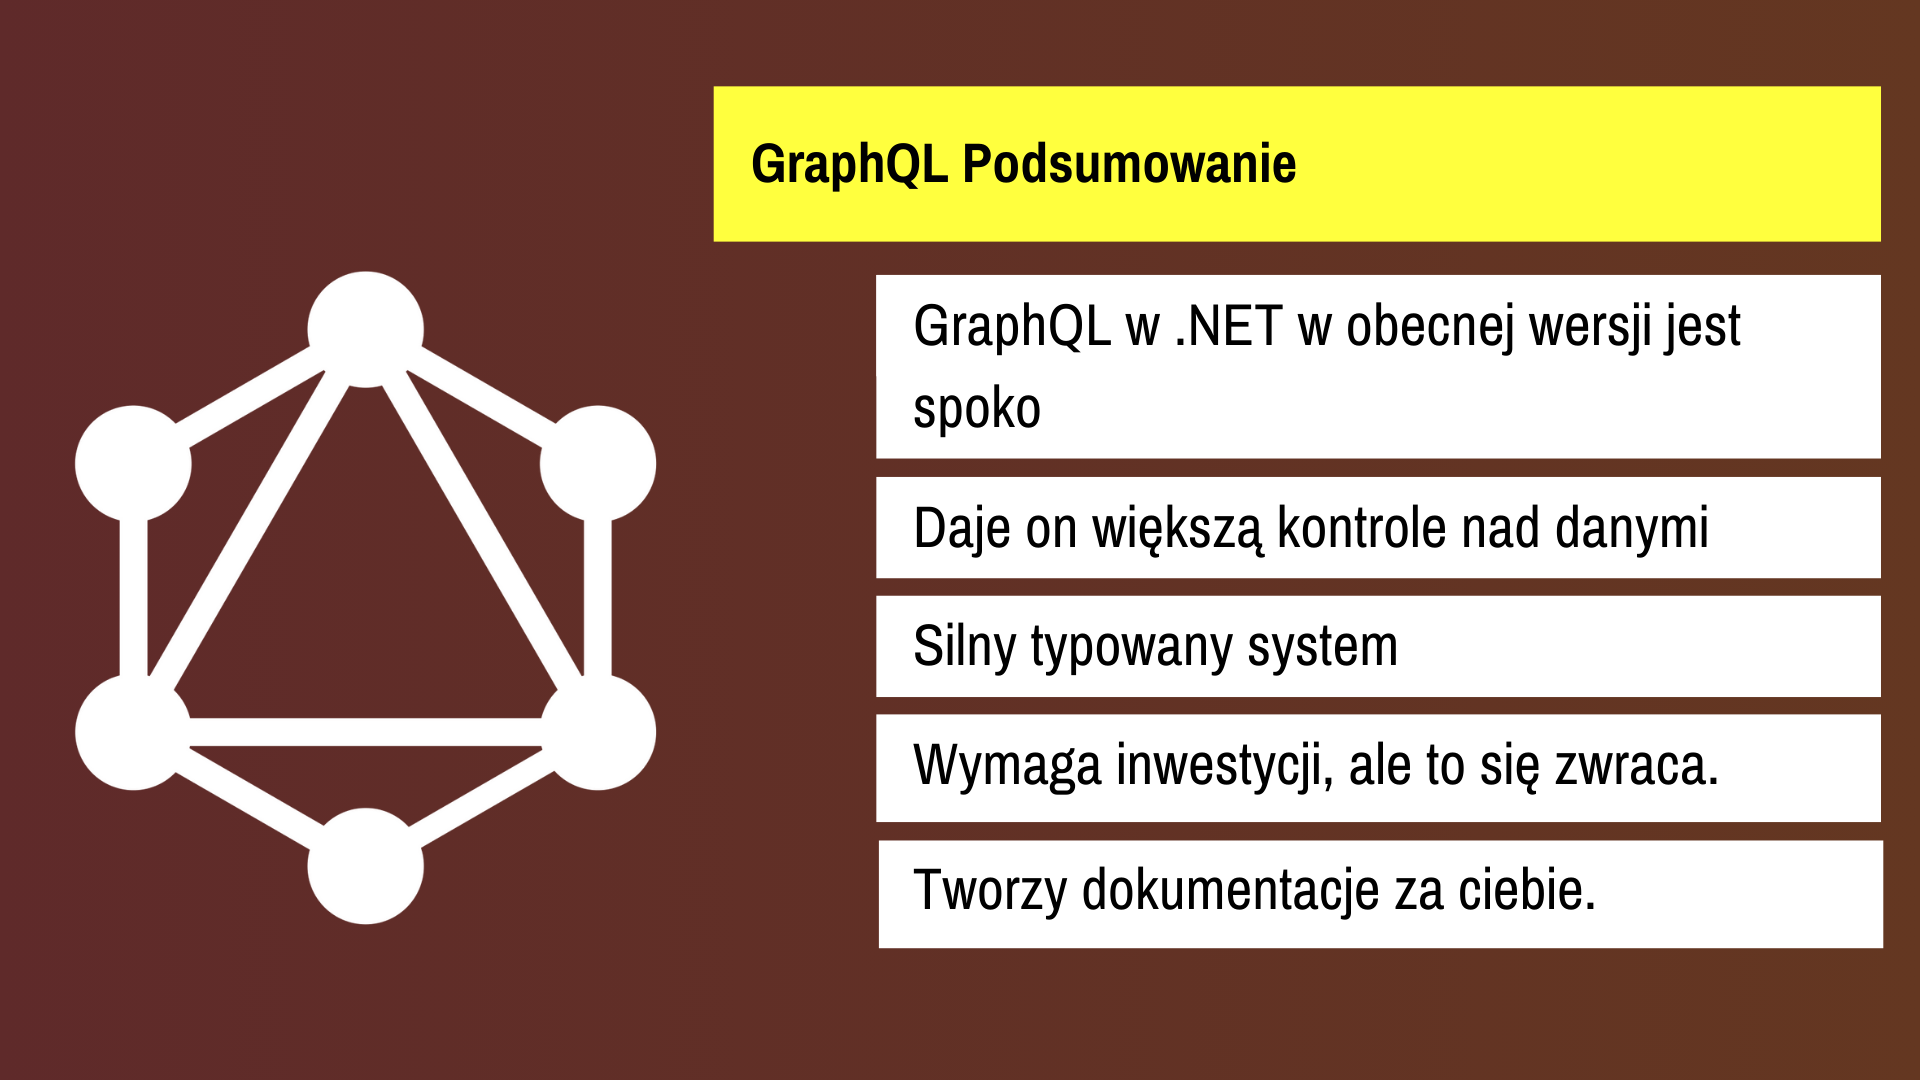 GraphQL Podsumowanie
GraphQL w .NET w obecnej wersji jest
spoko
Daje on większą kontrole nad danymi
Silny typowany system
Wymaga inwestycji, ale to się zwraca.
Tworzy dokumentacje za ciebie.